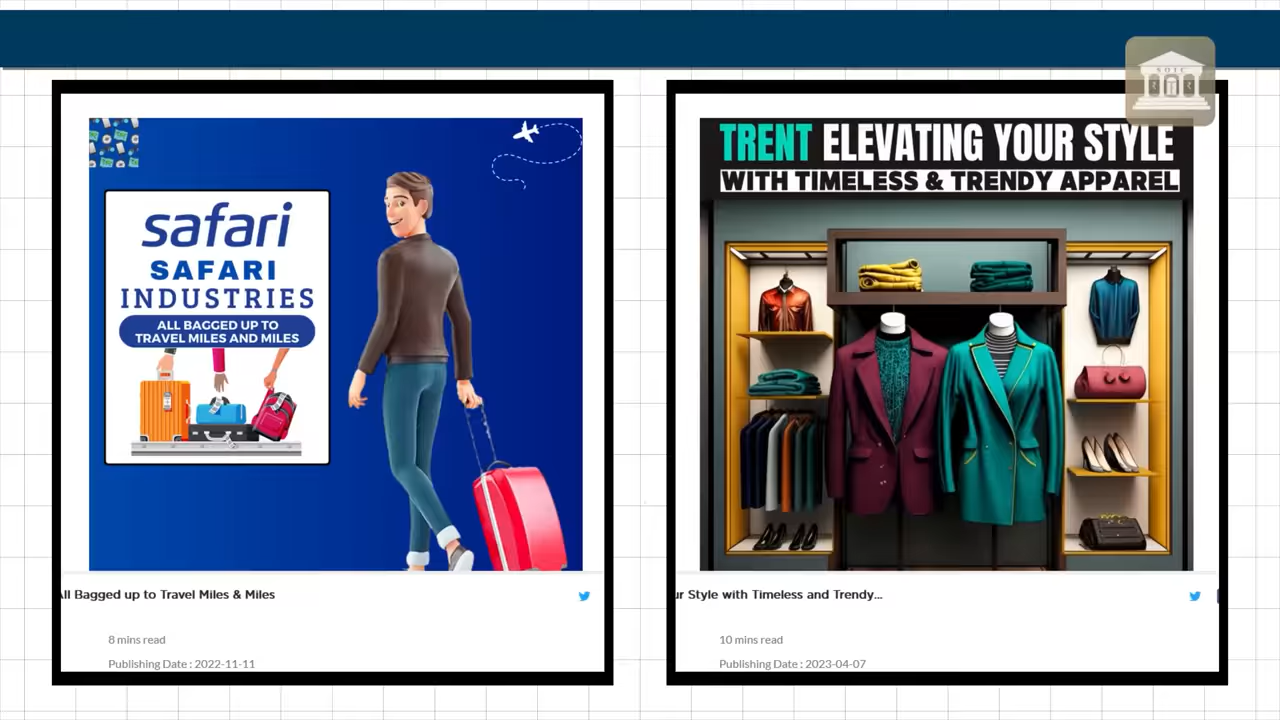 safari
SAFARI
INDUSTRIES
ALL BAGGED UP TO
TRAVEL MILES AND MILES
All Bagged up to Travel Miles & Miles
8 mins read
Publishing Date : 2022-11-11
SOIC
TRENT ELEVATING YOUR STYLE
WITH TIMELESS & TRENDY APPAREL
ur Style with Timeless and Trendy...
10 mins read
Publishing Date : 2023-04-07